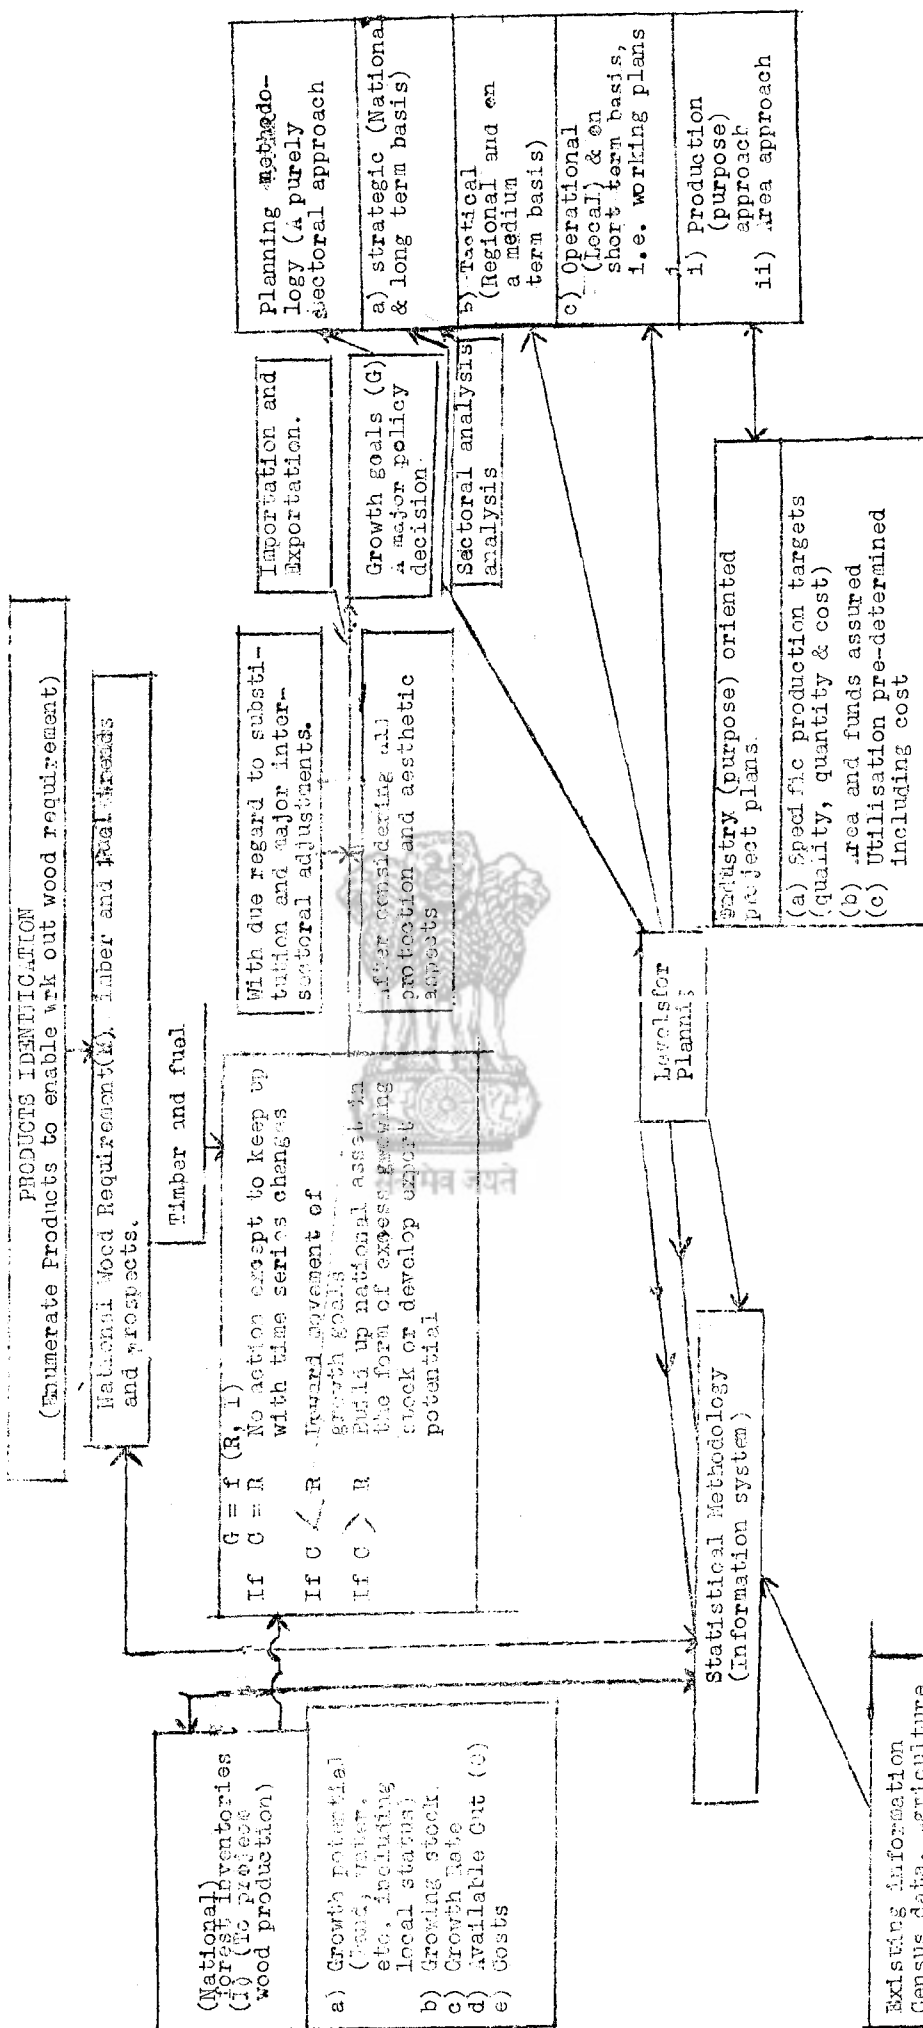 PRODUCTS IDENTICATION
(Enumerate Products to enable wrk out wood requirement)
National Wood Requirement(R), imber and Fuel trends
and prospects.
Timber and fuel
(National)
forest inventories
(I) (To project
wood production)
a) Growth potential
(Land, water,
etc. including
local status)
b) Growing stock
c) Growth Rate
d) Available Cut (C)
e) Costs
G = f (R, I)
If C = R No action except to keep up
with time series changes
If C < R Upward movement of
growth goals
If C > R Build up national asset in
the form of excess growing
stock or develop export
potential
With due regard to substi-
tution and major inter-
sectoral adjustments.
After considering all
protection and aesthetic
aspects
Importation and
Exportation.
Growth goals (G)
A major policy
decision.
Sectoral analysis
analysis
Planning methodo-
logy (A purely
sectoral approach
a) strategic (Nationa
& long term basis)
b) Tactical
(Regional and on
a medium
term basis)
c) Operational
(Local) & on
short term basis,
i.e. working plans
i) Production
(purpose)
approach
ii) Area approach
Levels for
planning
industry (purpose) oriented
project plans.
(a) Specific production targets
(quality, quantity & cost)
(b) Area and funds assured
(c) Utilisation pre-determined
including cost
Statistical Methodology
(Information system)
Existing information
Census data, agriculture
सत्यमेव जयते